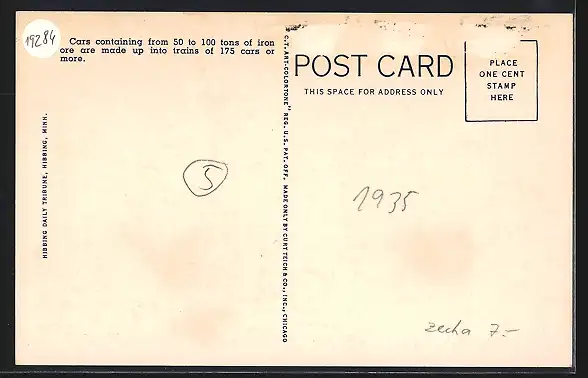 19284
Cars containing from 50 to 100 tons of iron
ore are made up into trains of 175 cars or
more.
HIBBING DAILY TRIBUNE, HIBBING, MINN.
5
C.T. ART-COLORTONE" REG. U.S. PAT. OFF. MADE ONLY BY CURT TEICH & CO., INC., CHICAGO
POST CARD
THIS SPACE FOR ADDRESS ONLY
PLACE
ONE CENT
STAMP
HERE
1935
zecha 7.-